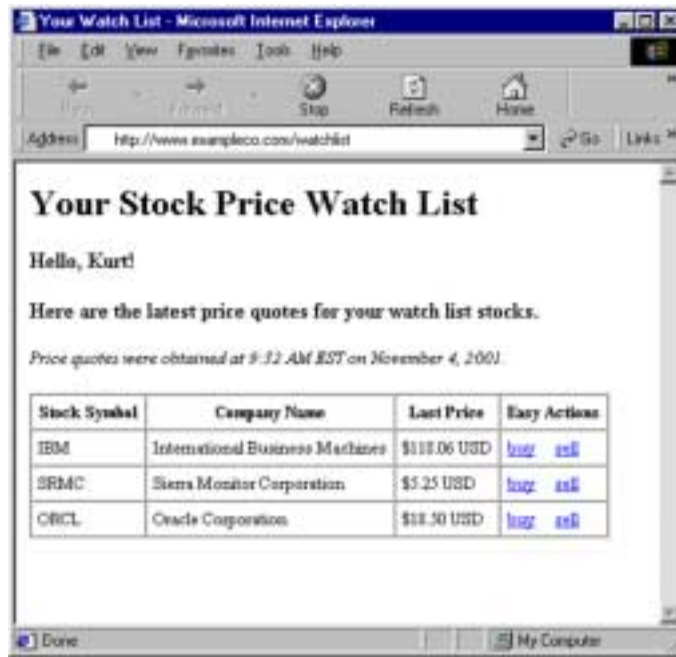 Your Watch List - Microsoft Internet Explorer
File Edit View Favorites Tools Help
Back Forward Stop Refresh Home
Address http://www.exampleco.com/watchlist Go Links »
Your Stock Price Watch List
Hello, Kurt!
Here are the latest price quotes for your watch list stocks.
Price quotes were obtained at 9:32 AM EST on November 4, 2001.
Stock Symbol Company Name Last Price Easy Actions
IBM International Business Machines $118.06 USD buy sell
SRMC Sierra Monitor Corporation $5.25 USD buy sell
ORCL Oracle Corporation $18.50 USD buy sell
Done My Computer